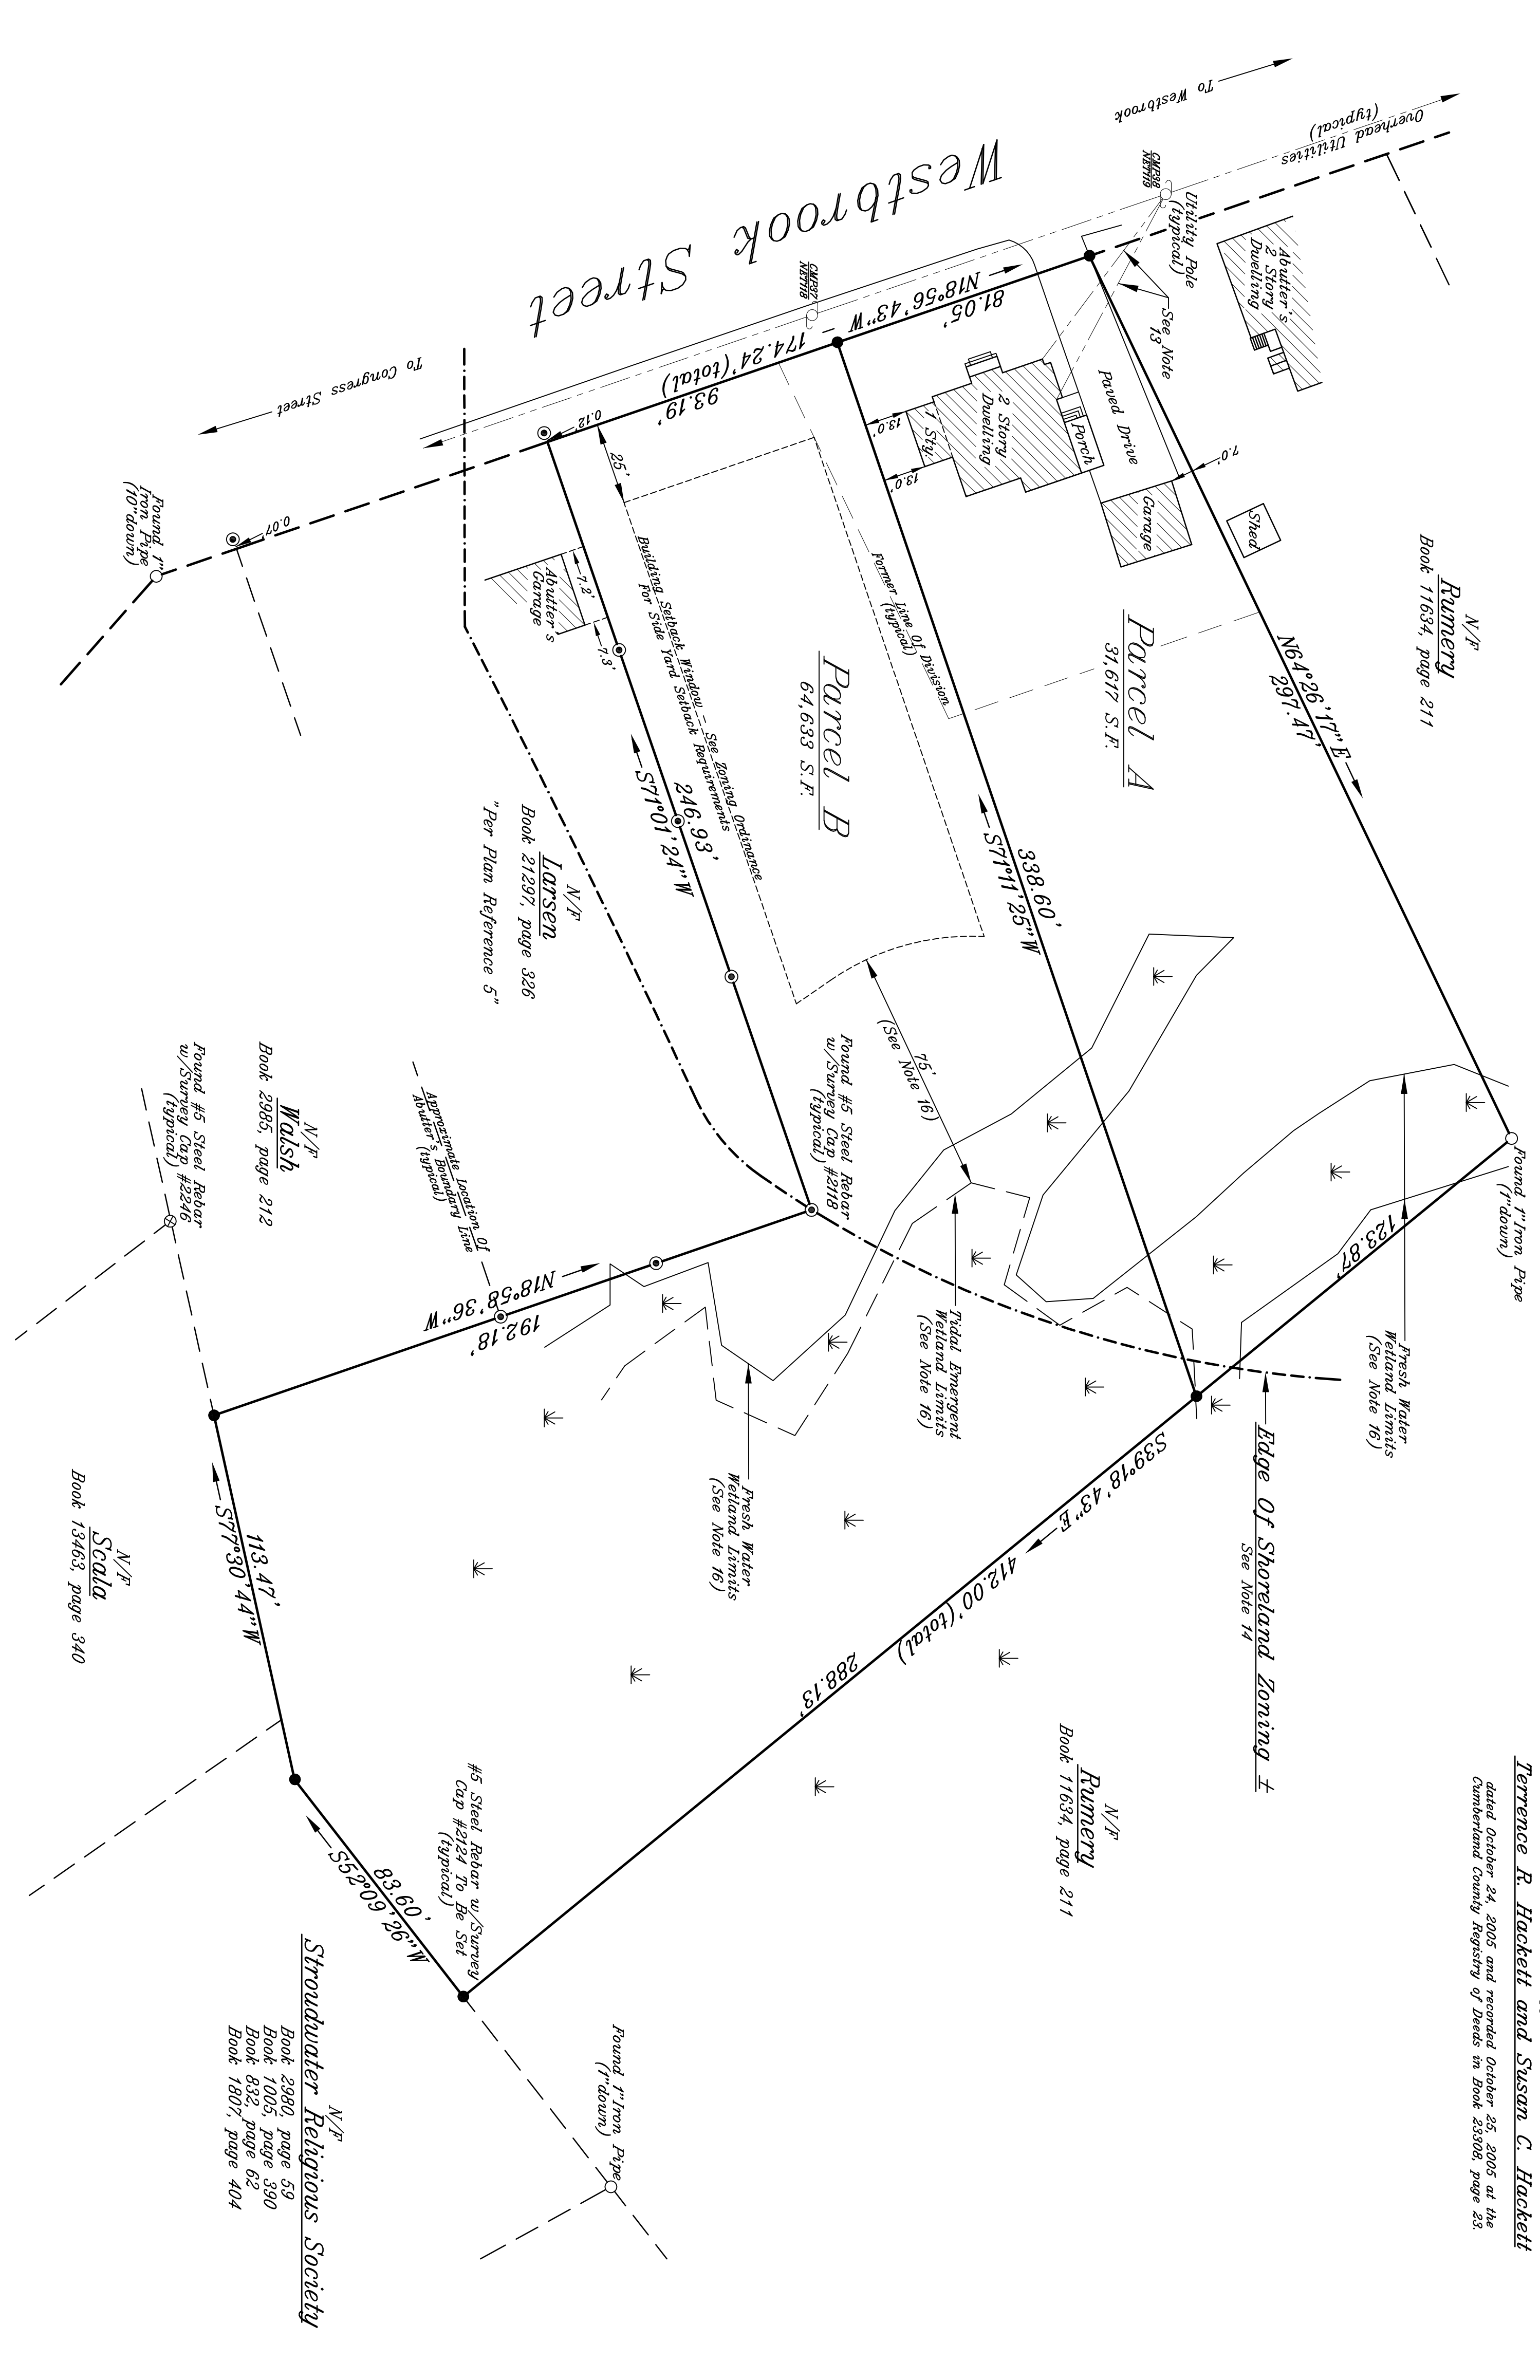 Terrence R. Hackett and Susan C. Hackett
dated October 24, 2005 and recorded October 25, 2005 at the
Cumberland County Registry of Deeds in Book 23308, page 23.
To Westbrook
Overhead Utilities
(typical)
Westbrook Street
To Congress Street
CMP38
NET119
Utility Pole
(typical)
CMP37
NET118
See Note
13
Abutter's
2 Story
Dwelling
N18°56'43"W – 174.24' (total)
81.05'
93.19'
Paved Drive
Porch
2 Story
Dwelling
1 Sty.
13.0'
13.0'
Garage
7.0'
Shed
N/F
Rumery
Book 11634, page 211
N64°26'17"E
297.47'
Parcel A
31,617 S.F.
Former Line Of Division
(typical)
Parcel B
64,633 S.F.
Building Setback Window – See Zoning Ordinance
For Side Yard Setback Requirements
25'
0.12'
0.07'
Found 1"
Iron Pipe
(10"down)
Abutter's
Garage
7.2'
7.3'
246.93'
S71°01'24"W
338.60'
S71°11'25"W
N/F
Larsen
Book 21297, page 326
"Per Plan Reference 5"
75'
(See Note 16)
Found #5 Steel Rebar
w/Survey Cap #2118
(typical)
Found 1"Iron Pipe
(1"down)
123.87'
Fresh Water
Wetland Limits
(See Note 16)
Tidal Emergent
Wetland Limits
(See Note 16)
Fresh Water
Wetland Limits
(See Note 16)
Edge Of Shoreland Zoning ±
See Note 14
N/F
Walsh
Book 2985, page 212
Found #5 Steel Rebar
w/Survey Cap #2246
(typical)
Approximate Location Of
Abutter's Boundary Line
(typical)
N18°58'36"W
192.18'
S39°18'43"E
412.00' (total)
288.13'
113.47'
S77°30'44"W
N/F
Scala
Book 13463, page 340
N/F
Rumery
Book 11634, page 211
#5 Steel Rebar w/Survey
Cap #2124 To Be Set
(typical)
83.60'
S52°09'26"W
Found 1"Iron Pipe
(1"down)
N/F
Stroudwater Religious Society
Book 2980, page 59
Book 1005, page 390
Book 832, page 62
Book 1807, page 404